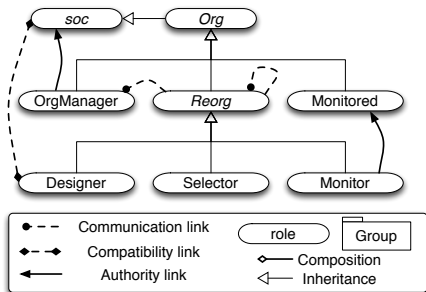 soc Org
OrgManager Reorg Monitored
Designer Selector Monitor
Communication link
Compatibility link
Authority link
role
Group
Composition
Inheritance